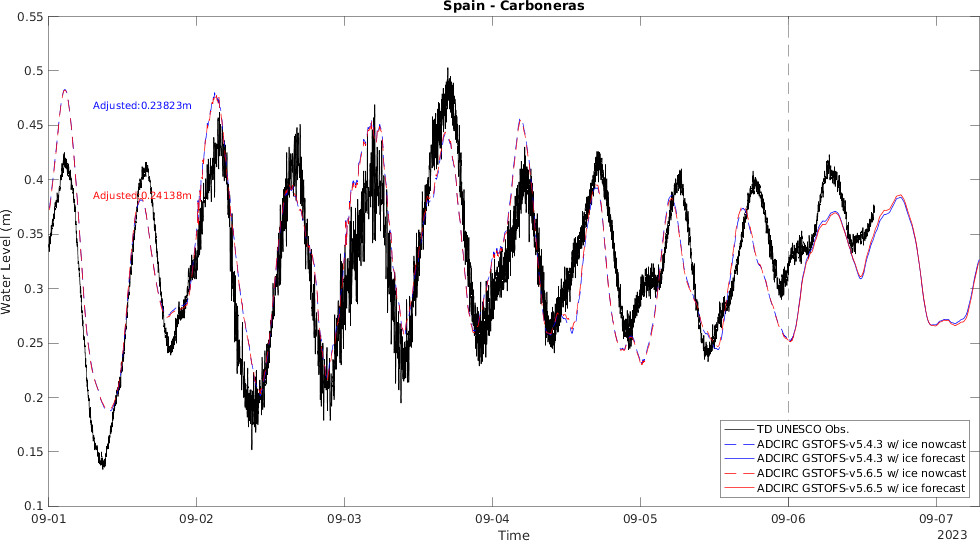 Spain - Carboneras
0.55
0.5
0.45
0.4
0.35
0.3
0.25
0.2
0.15
0.1
Water Level (m)
Adjusted:0.23823m
Adjusted:0.24138m
TD UNESCO Obs.
ADCIRC GSTOFS-v5.4.3 w/ ice nowcast
ADCIRC GSTOFS-v5.4.3 w/ ice forecast
ADCIRC GSTOFS-v5.6.5 w/ ice nowcast
ADCIRC GSTOFS-v5.6.5 w/ ice forecast
09-01 09-02 09-03 09-04 09-05 09-06 09-07
Time
2023